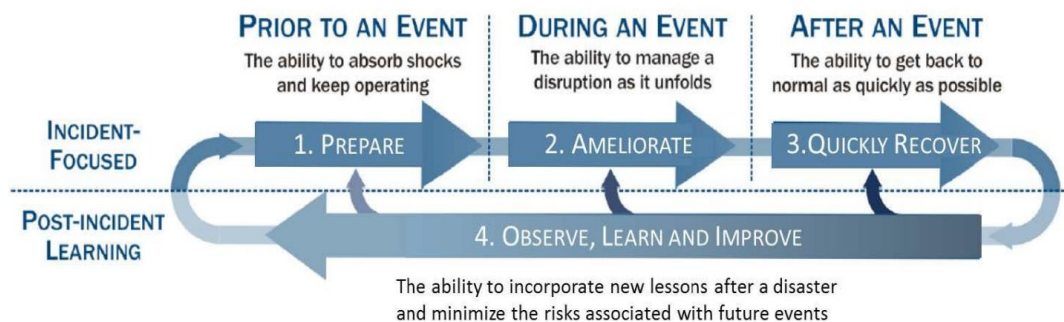 PRIOR TO AN EVENT
The ability to absorb shocks
and keep operating
DURING AN EVENT
The ability to manage a
disruption as it unfolds
AFTER AN EVENT
The ability to get back to
normal as quickly as possible
INCIDENT-
FOCUSED
1. PREPARE
2. AMELIORATE
3.QUICKLY RECOVER
POST-INCIDENT
LEARNING
4. OBSERVE, LEARN AND IMPROVE
The ability to incorporate new lessons after a disaster
and minimize the risks associated with future events